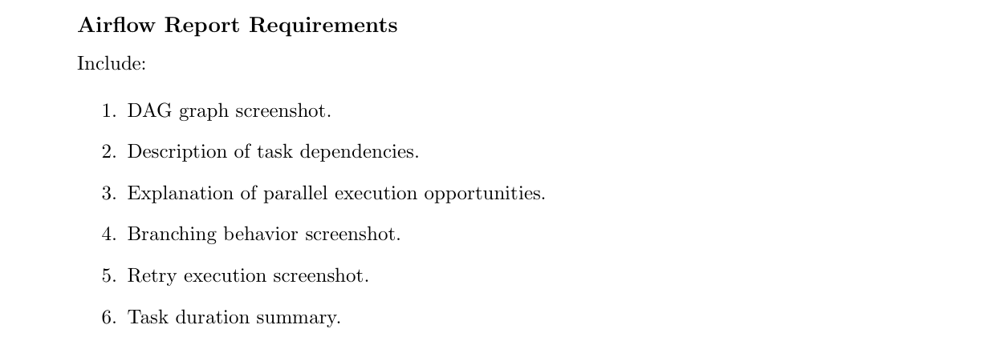 Airflow Report Requirements
Include:
1. DAG graph screenshot.
2. Description of task dependencies.
3. Explanation of parallel execution opportunities.
4. Branching behavior screenshot.
5. Retry execution screenshot.
6. Task duration summary.